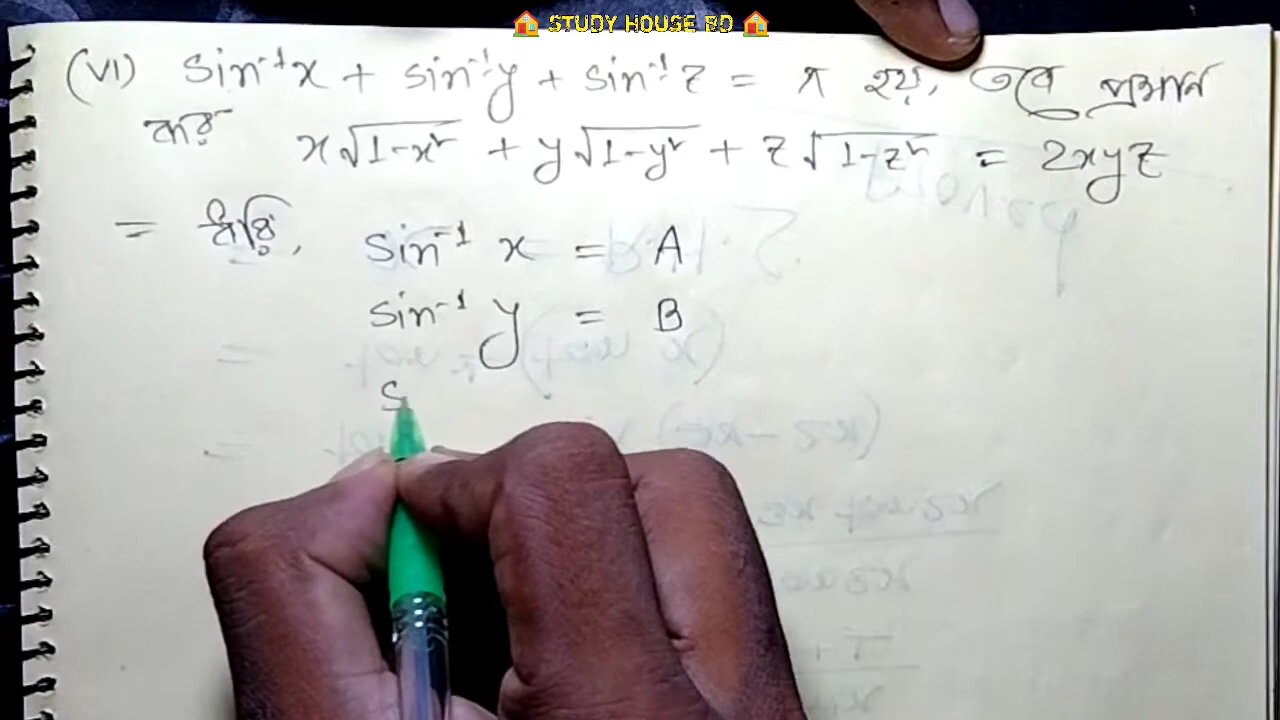 STUDY HOUSE BD
(VI) sin⁻¹x + sin⁻¹y + sin⁻¹z = π হয়, তবে প্রমান
কর x√1-x² + y√1-y² + z√1-z² = 2xyz
= ধরি, sin⁻¹ x = A
sin⁻¹ y = B
S